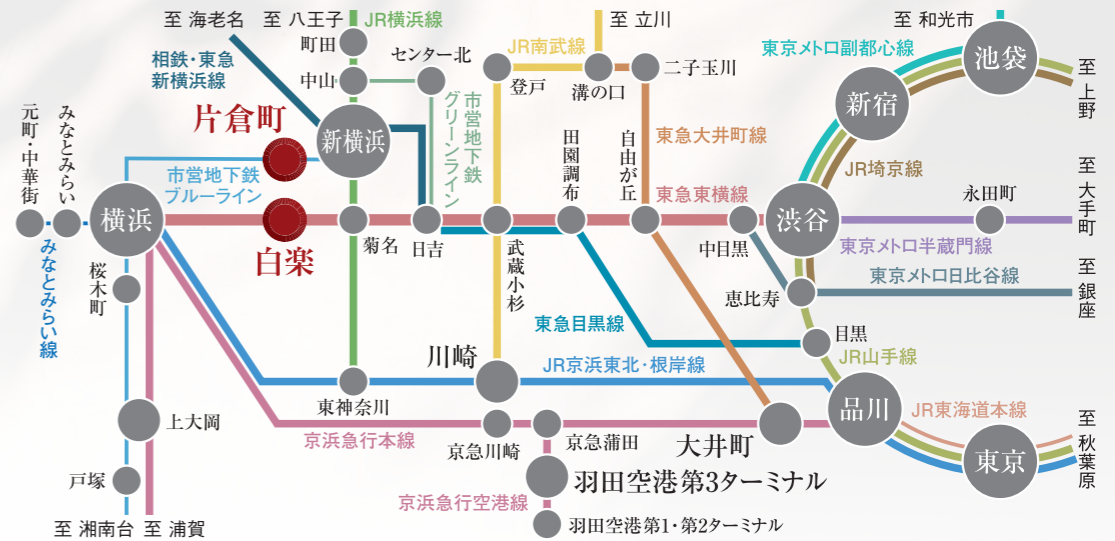 至 海老名
至 八王子
JR横浜線
至 立川
至 和光市
町田
センター北
JR南武線
東京メトロ副都心線
池袋
相鉄・東急
新横浜線
中山
市営地下鉄
グリーンライン
登戸
溝の口
二子玉川
新宿
至 上野
元町・中華街
みなとみらい
片倉町
新横浜
田園調布
自由が丘
東急大井町線
JR埼京線
至 大手町
市営地下鉄
ブルーライン
東急東横線
永田町
横浜
白楽
菊名
日吉
武蔵小杉
中目黒
渋谷
東京メトロ半蔵門線
みなとみらい線
桜木町
恵比寿
東京メトロ日比谷線
至 銀座
東急目黒線
目黒
川崎
JR京浜東北・根岸線
JR山手線
東神奈川
上大岡
京浜急行本線
京急川崎
京急蒲田
大井町
品川
JR東海道本線
至 秋葉原
東京
戸塚
羽田空港第3ターミナル
京浜急行空港線
至 湘南台
至 浦賀
羽田空港第1・第2ターミナル